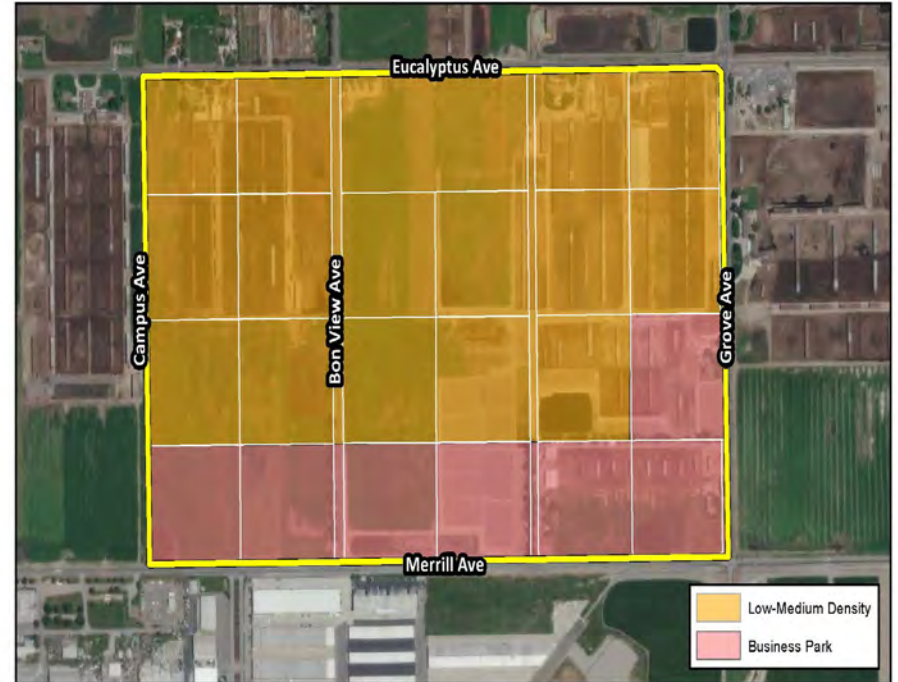 Eucalyptus Ave
Campus Ave
Bon View Ave
Grove Ave
Merrill Ave
Low-Medium Density
Business Park